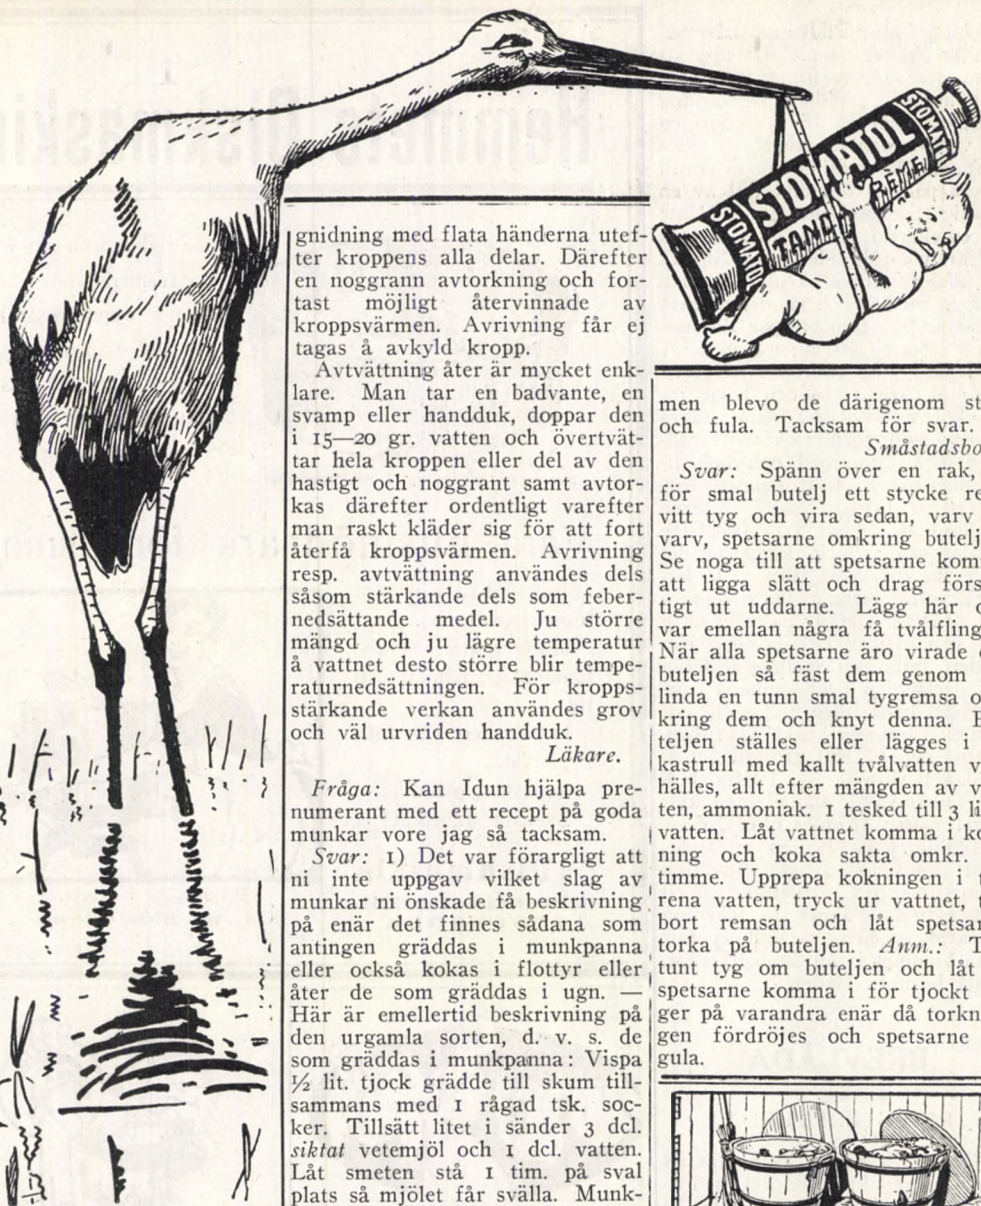 STOMATOL
STOMATOL
TAND
CRÈME
STOMATOL
gnidning med flata händerna utef-
ter kroppens alla delar. Därefter
en noggrann avtorkning och for-
tast möjligt återvinnade av
kroppsvärmen. Avrivning får ej
tagas å avkyld kropp.
Avtvättning åter är mycket enk-
lare. Man tar en badvante, en
svamp eller handduk, doppar den
i 15—20 gr. vatten och övertvät-
tar hela kroppen eller del av den
hastigt och noggrant samt avtor-
kas därefter ordentligt varefter
man raskt kläder sig för att fort
återfå kroppsvärmen. Avrivning
resp. avtvättning användes dels
såsom stärkande dels som feber-
nedsättande medel. Ju större
mängd och ju lägre temperatur
å vattnet desto större blir tempe-
raturnedsättningen. För kropps-
stärkande verkan användes grov
och väl urvriden handduk.
Läkare.
Fråga: Kan Idun hjälpa pre-
numerant med ett recept på goda
munkar vore jag så tacksam.
Svar: 1) Det var förargligt att
ni inte uppgav vilket slag av
munkar ni önskade få beskrivning
på enär det finnes sådana som
antingen gräddas i munkpanna
eller också kokas i flottyr eller
åter de som gräddas i ugn. —
Här är emellertid beskrivning på
den urgamla sorten, d. v. s. de
som gräddas i munkpanna: Vispa
½ lit. tjock grädde till skum till-
sammans med 1 rågad tsk. soc-
ker. Tillsätt litet i sänder 3 dcl.
siktat vetemjöl och 1 dcl. vatten.
Låt smeten stå 1 tim. på sval
plats så mjölet får svälla. Munk-
men blevo de därigenom st
och fula. Tacksam för svar.
Småstadsbo
Svar: Spänn över en rak,
för smal butelj ett stycke re
vitt tyg och vira sedan, varv
varv, spetsarne omkring butelj
Se noga till att spetsarne kom
att ligga slätt och drag förs
tigt ut uddarne. Lägg här o
var emellan några få tvålfling
När alla spetsarne äro virade
buteljen så fäst dem genom
linda en tunn smal tygremsa o
kring dem och knyt denna. B
teljen ställes eller lägges i
kastrull med kallt tvålvatten v
hälles, allt efter mängden av v
ten, ammoniak. 1 tesked till 3 li
vatten. Låt vattnet komma i ko
ning och koka sakta omkr.
timme. Upprepa kokningen i
rena vatten, tryck ur vattnet, t
bort remsan och låt spetsar
torka på buteljen. Anm.: T
tunt tyg om buteljen och låt
spetsarne komma i för tjockt
ger på varandra enär då torkn
gen fördröjes och spetsarne
gula.